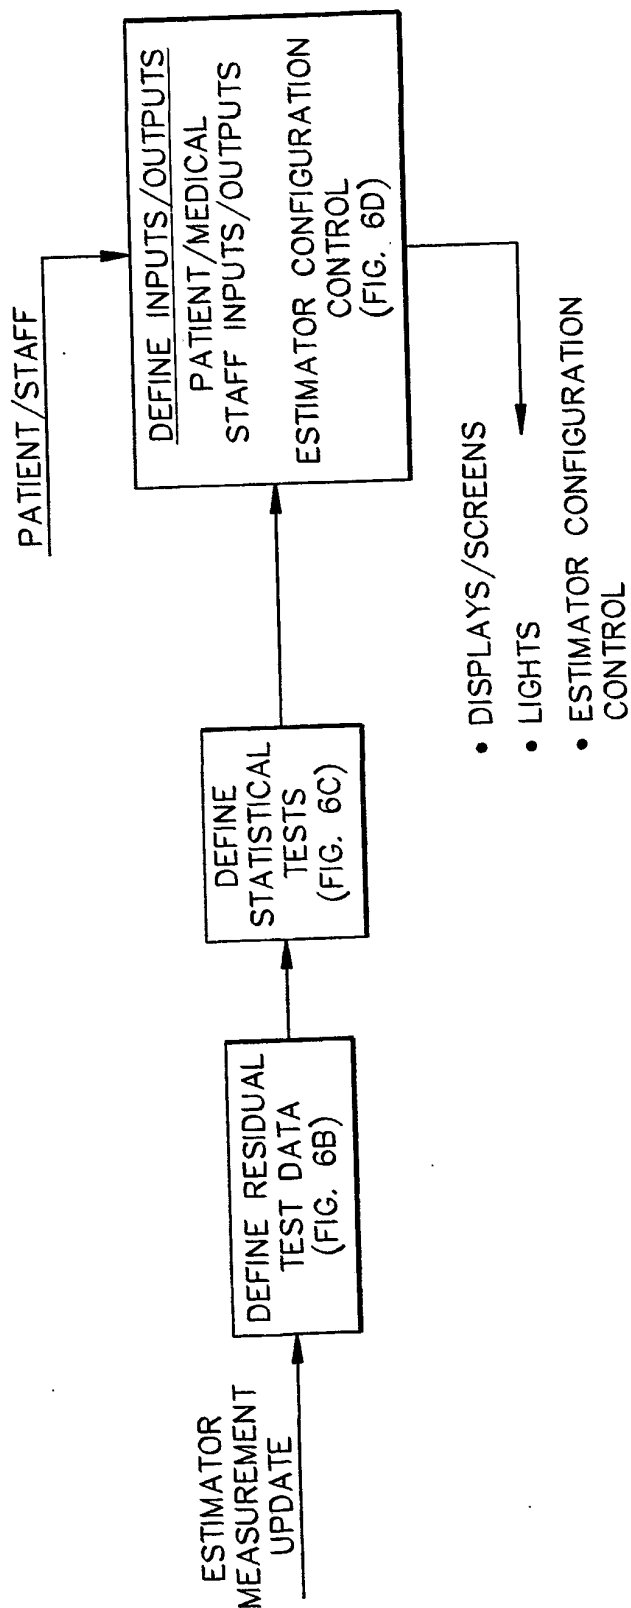 ESTIMATOR
MEASUREMENT
UPDATE
DEFINE RESIDUAL
TEST DATA
(FIG. 6B)
DEFINE
STATISTICAL
TESTS
(FIG. 6C)
PATIENT/STAFF
DEFINE INPUTS/OUTPUTS
PATIENT/MEDICAL
STAFF INPUTS/OUTPUTS
ESTIMATOR CONFIGURATION
CONTROL
(FIG. 6D)
• DISPLAYS/SCREENS
• LIGHTS
• ESTIMATOR CONFIGURATION
CONTROL